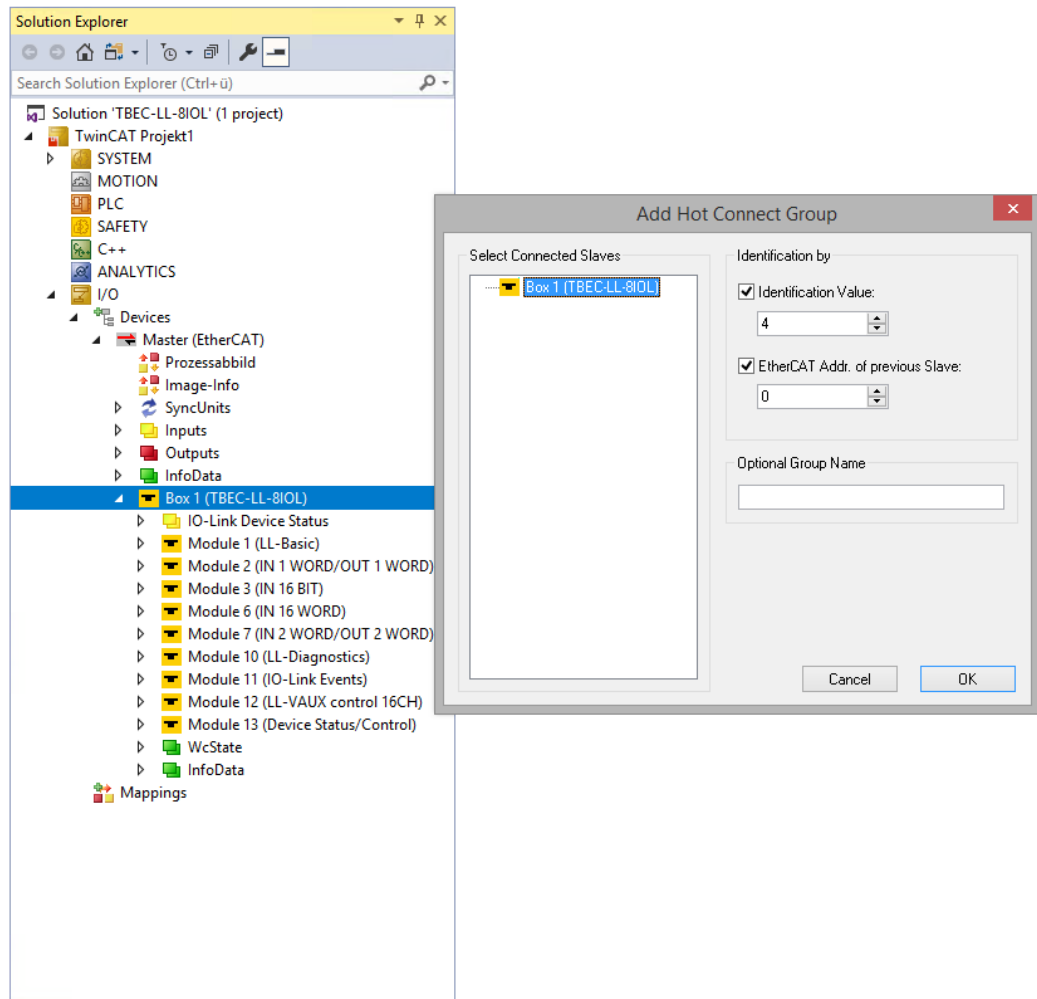 Solution Explorer
Search Solution Explorer (Ctrl+ü)
Solution 'TBEC-LL-8IOL' (1 project)
TwinCAT Projekt1
SYSTEM
MOTION
PLC
SAFETY
C++
ANALYTICS
I/O
Devices
Master (EtherCAT)
Prozessabbild
Image-Info
SyncUnits
Inputs
Outputs
InfoData
Box 1 (TBEC-LL-8IOL)
IO-Link Device Status
Module 1 (LL-Basic)
Module 2 (IN 1 WORD/OUT 1 WORD)
Module 3 (IN 16 BIT)
Module 6 (IN 16 WORD)
Module 7 (IN 2 WORD/OUT 2 WORD)
Module 10 (LL-Diagnostics)
Module 11 (IO-Link Events)
Module 12 (LL-VAUX control 16CH)
Module 13 (Device Status/Control)
WcState
InfoData
Mappings
Add Hot Connect Group
Select Connected Slaves
Box 1 (TBEC-LL-8IOL)
Identification by
Identification Value:
4
EtherCAT Addr. of previous Slave:
0
Optional Group Name
Cancel
OK